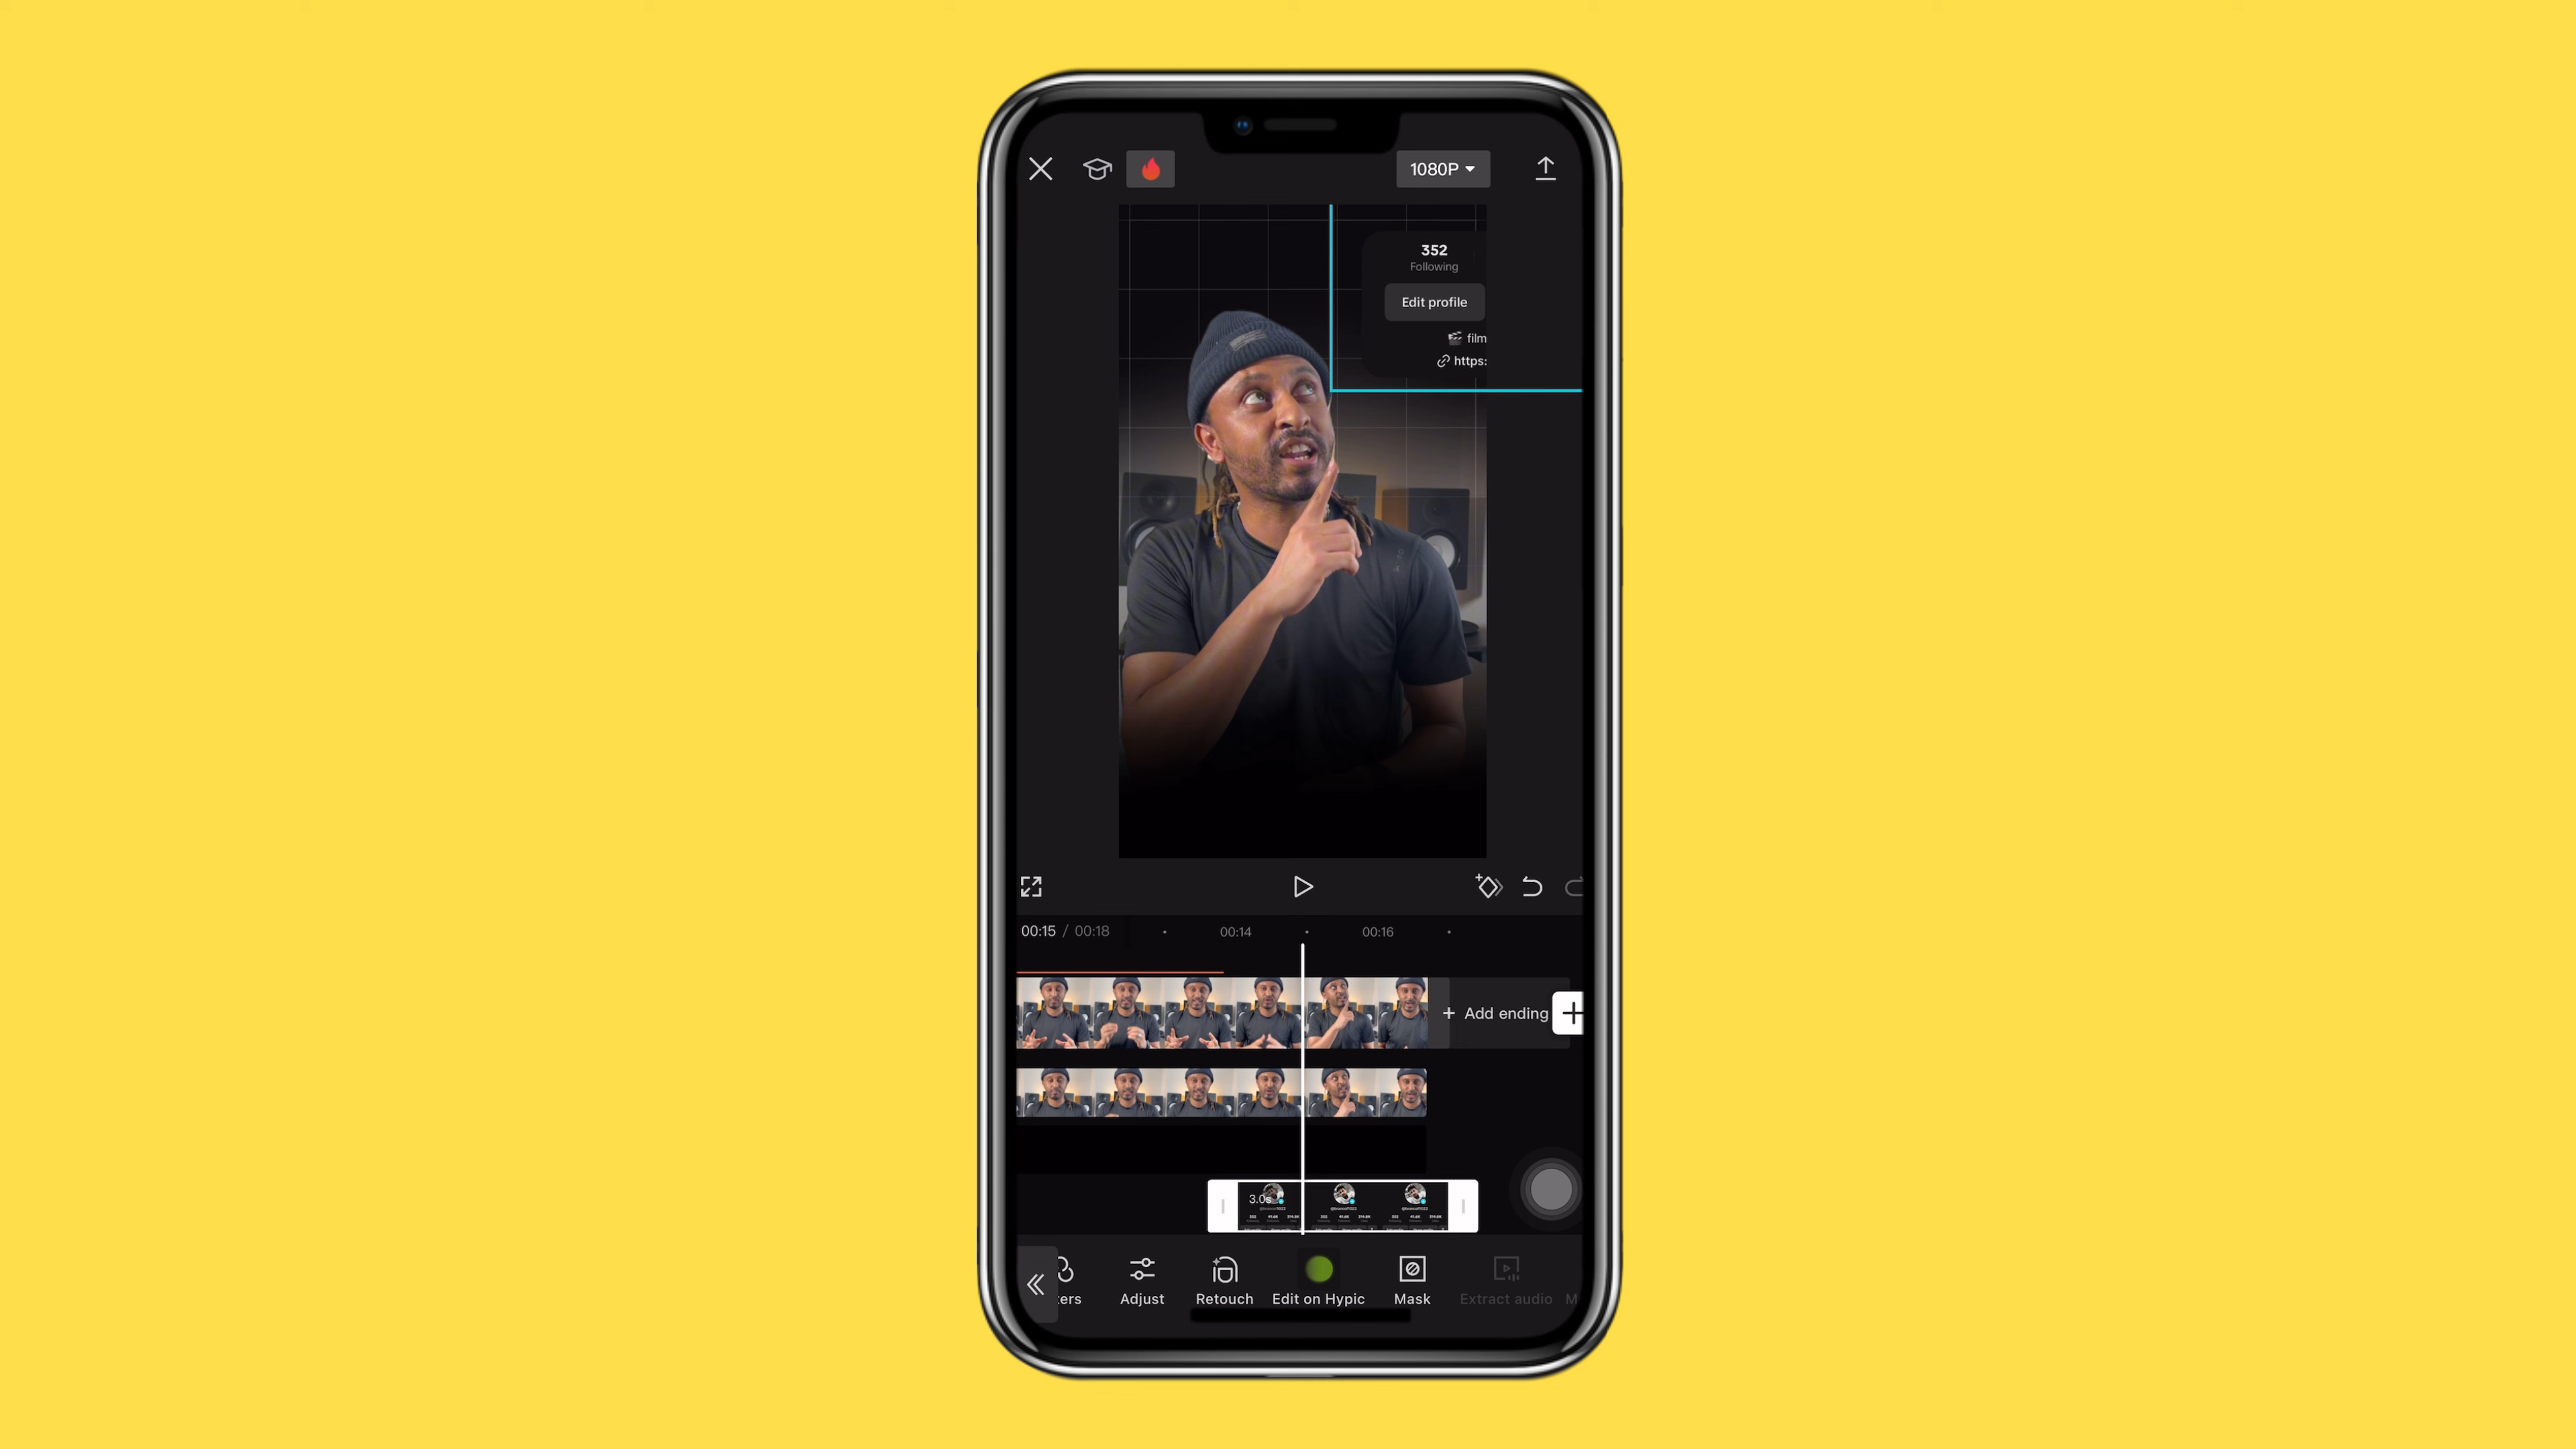 1080P
352
Following
Edit profile
film
https:
00:15 / 00:18
00:14
00:16
+ Add ending
3.0s
ters
Adjust
Retouch
Edit on Hypic
Mask
Extract audio
M